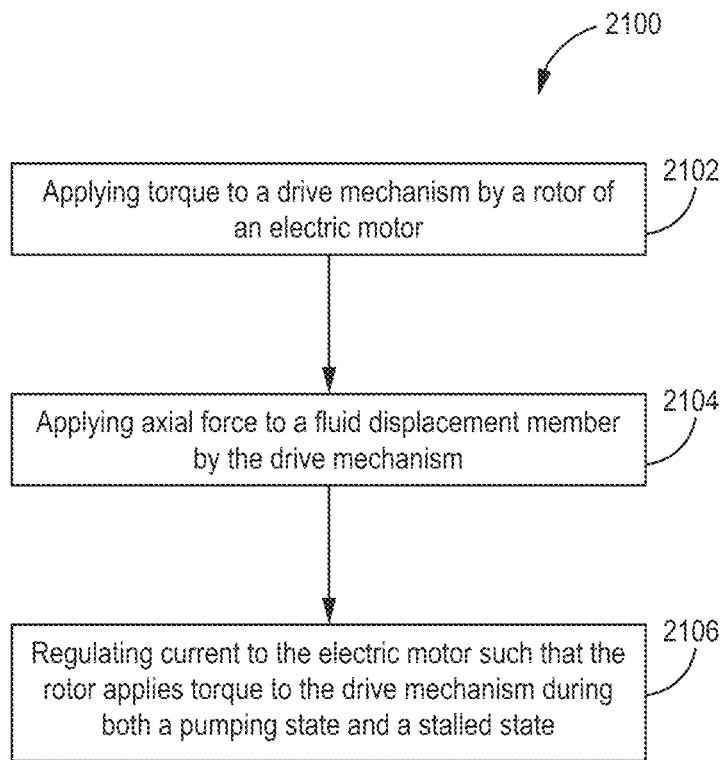 2100
Applying torque to a drive mechanism by a rotor of
an electric motor
2102
Applying axial force to a fluid displacement member
by the drive mechanism
2104
Regulating current to the electric motor such that the
rotor applies torque to the drive mechanism during
both a pumping state and a stalled state
2106